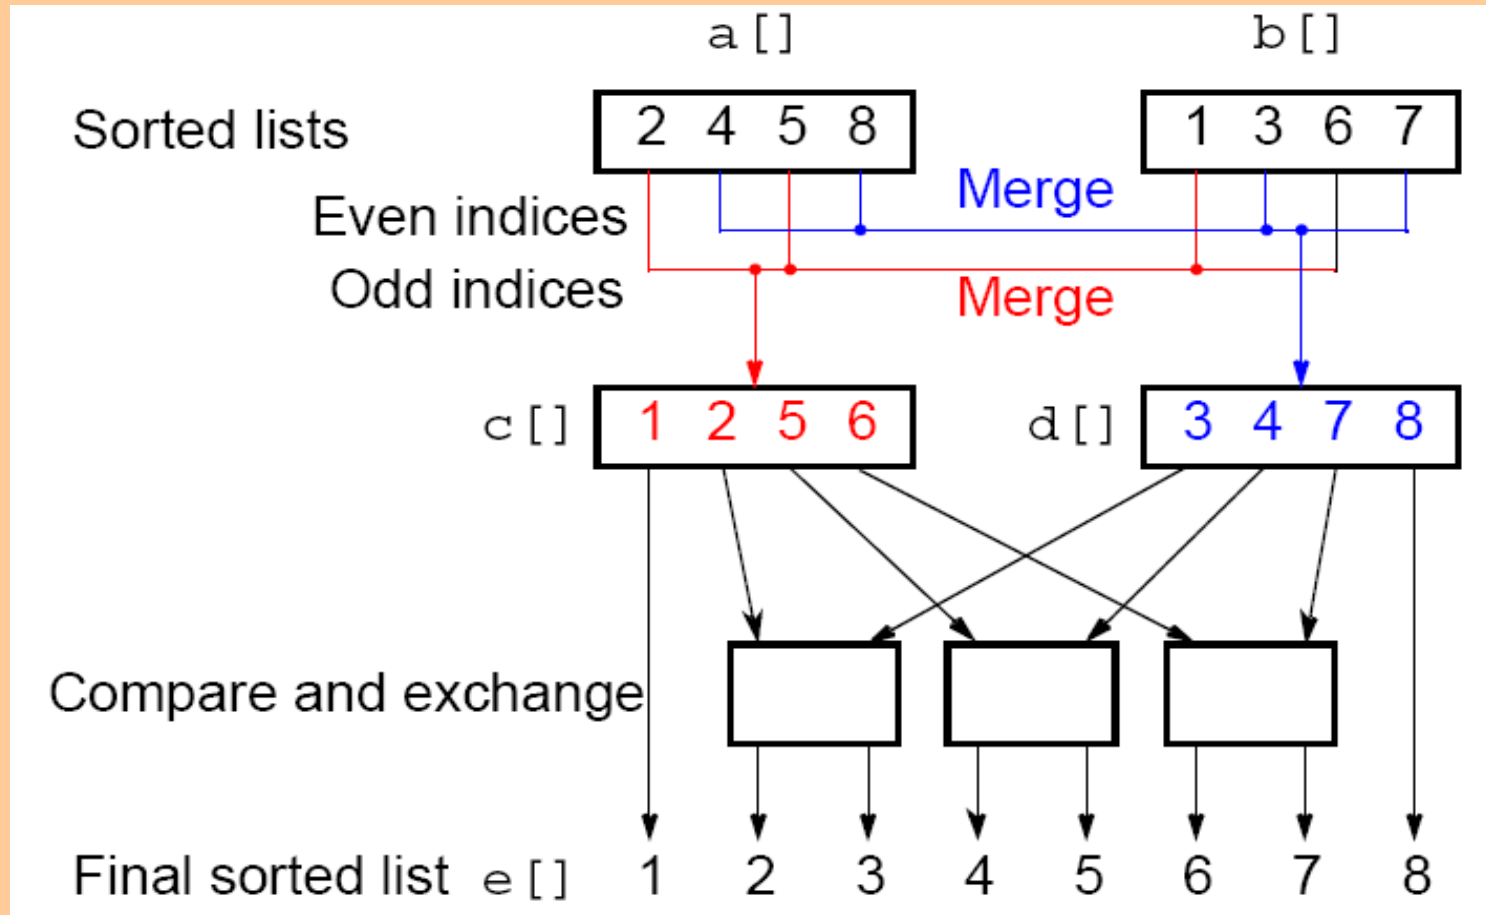 a[] b[]
Sorted lists 2 4 5 8 1 3 6 7
Merge
Even indices
Odd indices
Merge
c[] 1 2 5 6 d[] 3 4 7 8
Compare and exchange
Final sorted list e[] 1 2 3 4 5 6 7 8